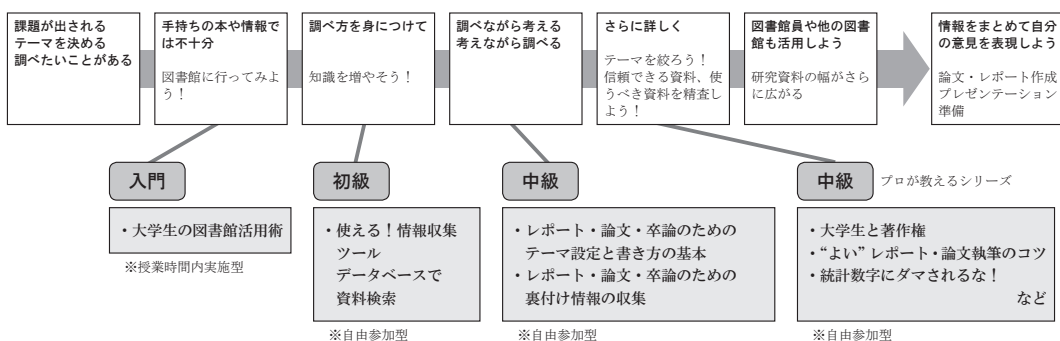 課題が出される
テーマを決める
調べたいことがある
手持ちの本や情報で
は不十分
図書館に行ってみよ
う！
調べ方を身につけて
知識を増やそう！
調べながら考える
考えながら調べる
さらに詳しく
テーマを絞ろう！
信頼できる資料、使
うべき資料を精査し
よう！
図書館員や他の図書
館も活用しよう
研究資料の幅がさら
に広がる
情報をまとめて自分
の意見を表現しよう
論文・レポート作成
プレゼンテーション
準備
入門
・大学生の図書館活用術
※授業時間内実施型
初級
・使える！情報収集
ツール
データベースで
資料検索
※自由参加型
中級
・レポート・論文・卒論のための
テーマ設定と書き方の基本
・レポート・論文・卒論のための
裏付け情報の収集
※自由参加型
中級 プロが教えるシリーズ
・大学生と著作権
・“よい”レポート・論文執筆のコツ
・統計数字にダマされるな！
など
※自由参加型